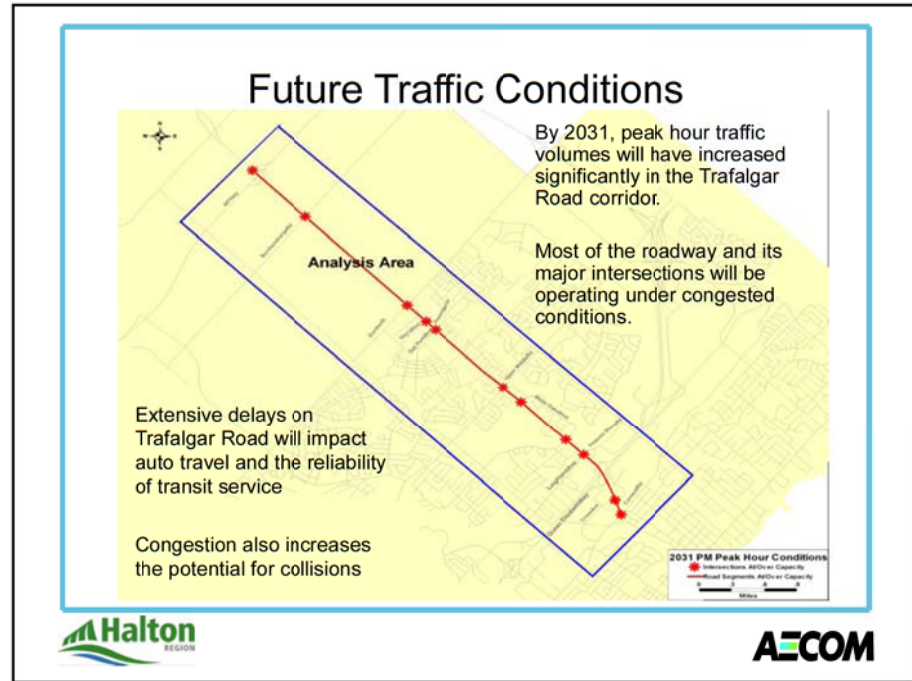 Future Traffic Conditions
By 2031, peak hour traffic
volumes will have increased
significantly in the Trafalgar
Road corridor.
Most of the roadway and its
major intersections will be
operating under congested
conditions.
Analysis Area
Extensive delays on
Trafalgar Road will impact
auto travel and the reliability
of transit service
Congestion also increases
the potential for collisions
2031 PM Peak Hour Conditions
Intersections At/Over Capacity
Road Segments At/Over Capacity
Miles
Halton
REGION
AECOM